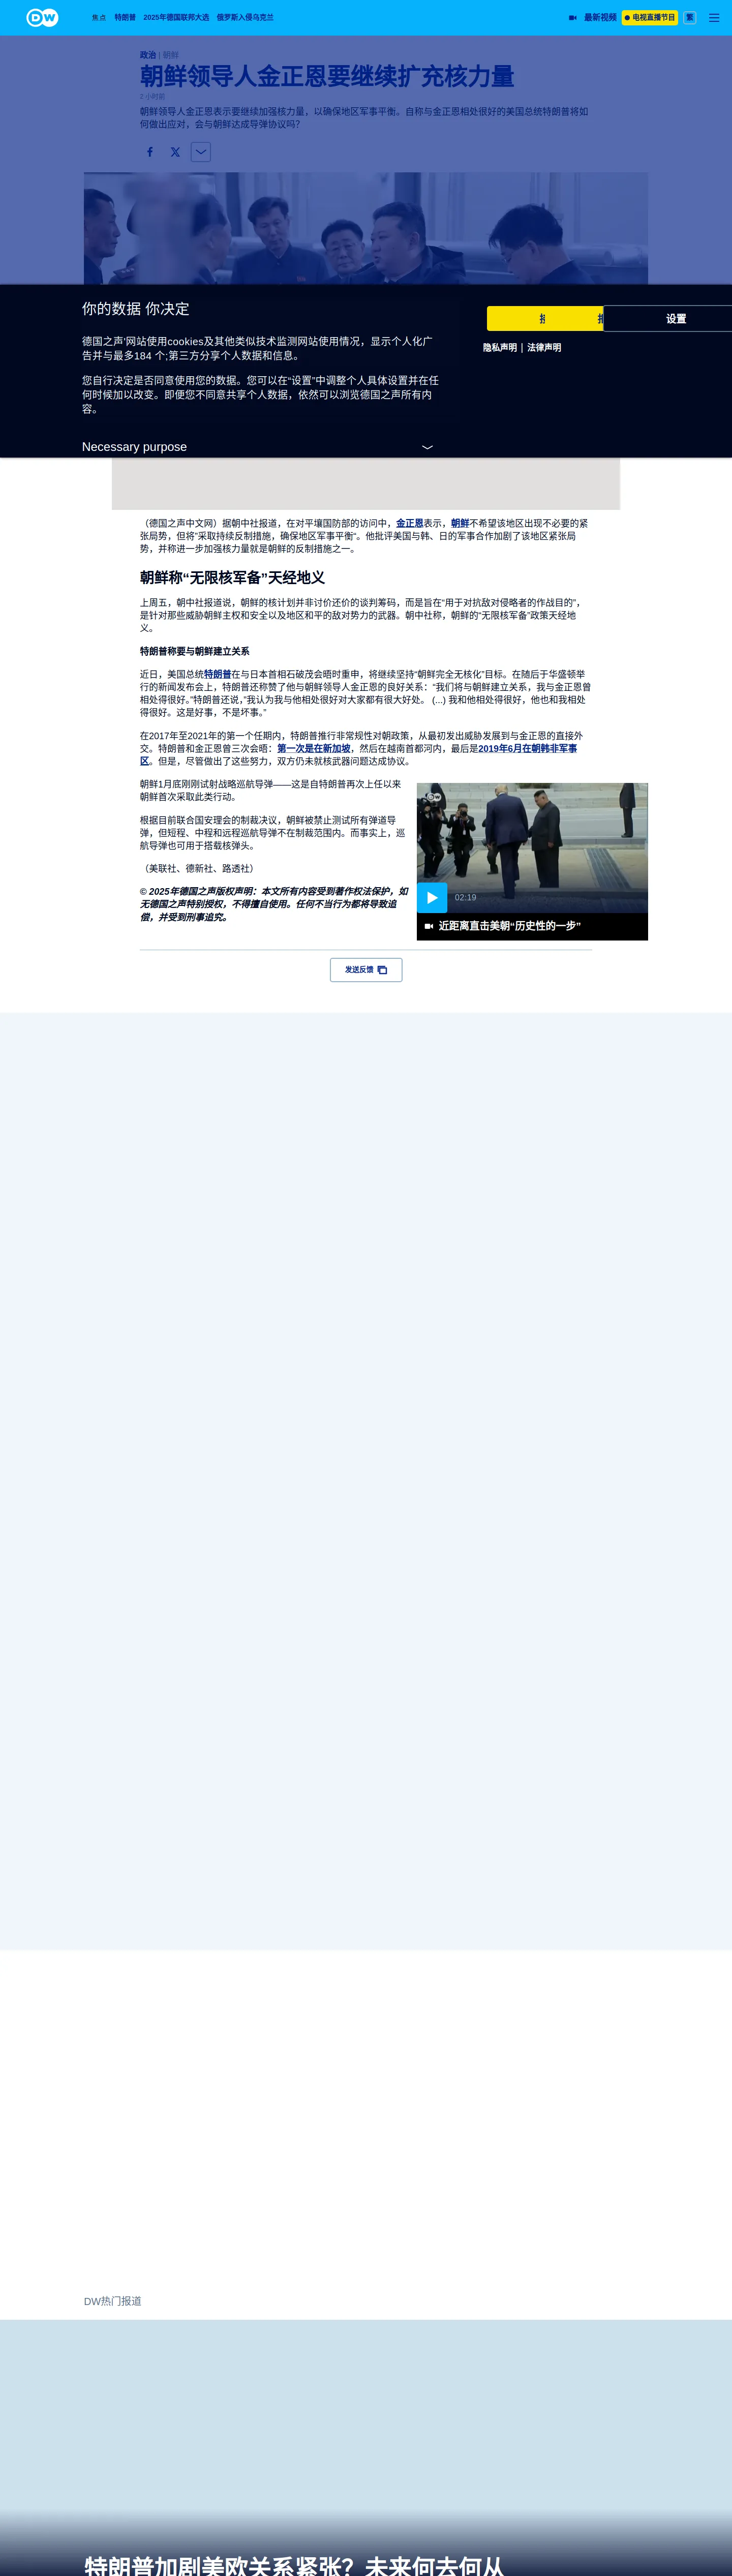 DW
焦点 特朗普 2025年德国联邦大选 俄罗斯入侵乌克兰 最新视频 电视直播节目 繁
政治 | 朝鲜
朝鲜领导人金正恩要继续扩充核力量
2 小时前
朝鲜领导人金正恩表示要继续加强核力量，以确保地区军事平衡。自称与金正恩相处很好的美国总统特朗普将如
何做出应对，会与朝鲜达成导弹协议吗？
你的数据 你决定
设置
德国之声'网站使用cookies及其他类似技术监测网站使用情况，显示个人化广
告并与最多184 个;第三方分享个人数据和信息。
隐私声明 | 法律声明
您自行决定是否同意使用您的数据。您可以在“设置”中调整个人具体设置并在任
何时候加以改变。即便您不同意共享个人数据，依然可以浏览德国之声所有内
容。
Necessary purpose
（德国之声中文网）据朝中社报道，在对平壤国防部的访问中，金正恩表示，朝鲜不希望该地区出现不必要的紧
张局势，但将”采取持续反制措施，确保地区军事平衡“。他批评美国与韩、日的军事合作加剧了该地区紧张局
势，并称进一步加强核力量就是朝鲜的反制措施之一。
朝鲜称“无限核军备”天经地义
上周五，朝中社报道说，朝鲜的核计划并非讨价还价的谈判筹码，而是旨在“用于对抗敌对侵略者的作战目的”，
是针对那些威胁朝鲜主权和安全以及地区和平的敌对势力的武器。朝中社称，朝鲜的“无限核军备”政策天经地
义。
特朗普称要与朝鲜建立关系
近日，美国总统特朗普在与日本首相石破茂会晤时重申，将继续坚持“朝鲜完全无核化”目标。在随后于华盛顿举
行的新闻发布会上，特朗普还称赞了他与朝鲜领导人金正恩的良好关系：“我们将与朝鲜建立关系，我与金正恩曾
相处得很好。”特朗普还说，”我认为我与他相处很好对大家都有很大好处。 (...) 我和他相处得很好，他也和我相处
得很好。这是好事，不是坏事。”
在2017年至2021年的第一个任期内，特朗普推行非常规性对朝政策，从最初发出威胁发展到与金正恩的直接外
交。特朗普和金正恩曾三次会晤：第一次是在新加坡，然后在越南首都河内，最后是2019年6月在朝韩非军事
区。但是，尽管做出了这些努力，双方仍未就核武器问题达成协议。
朝鲜1月底刚刚试射战略巡航导弹——这是自特朗普再次上任以来
朝鲜首次采取此类行动。
根据目前联合国安理会的制裁决议，朝鲜被禁止测试所有弹道导
弹，但短程、中程和远程巡航导弹不在制裁范围内。而事实上，巡
航导弹也可用于搭载核弹头。
（美联社、德新社、路透社）
© 2025年德国之声版权声明：本文所有内容受到著作权法保护，如
无德国之声特别授权，不得擅自使用。任何不当行为都将导致追
偿，并受到刑事追究。
DW
02:19
近距离直击美朝“历史性的一步”
发送反馈
DW热门报道
特朗普加剧美欧关系紧张？未来何去何从